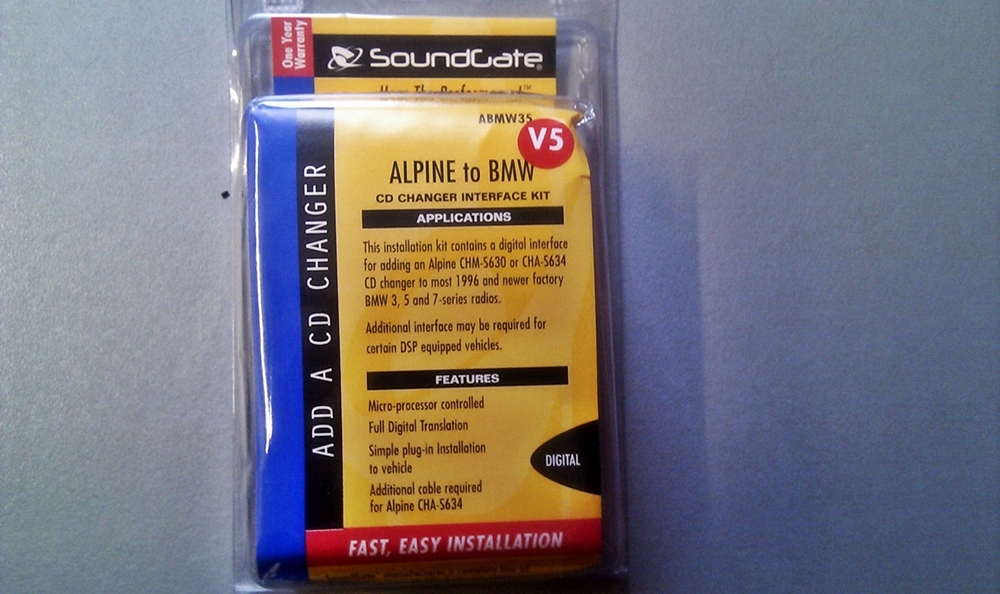 One Year
Warranty
SOUNDGATE®
ABMW35
V5
ALPINE to BMW
CD CHANGER INTERFACE KIT
APPLICATIONS
This installation kit contains a digital interface
for adding an Alpine CHM-S630 or CHA-S634
CD changer to most 1996 and newer factory
BMW 3, 5 and 7-series radios.
Additional interface may be required for
certain DSP equipped vehicles.
FEATURES
Micro-processor controlled
Full Digital Translation
Simple plug-in Installation
to vehicle
Additional cable required
for Alpine CHA-S634
DIGITAL
ADD A CD CHANGER
FAST, EASY INSTALLATION